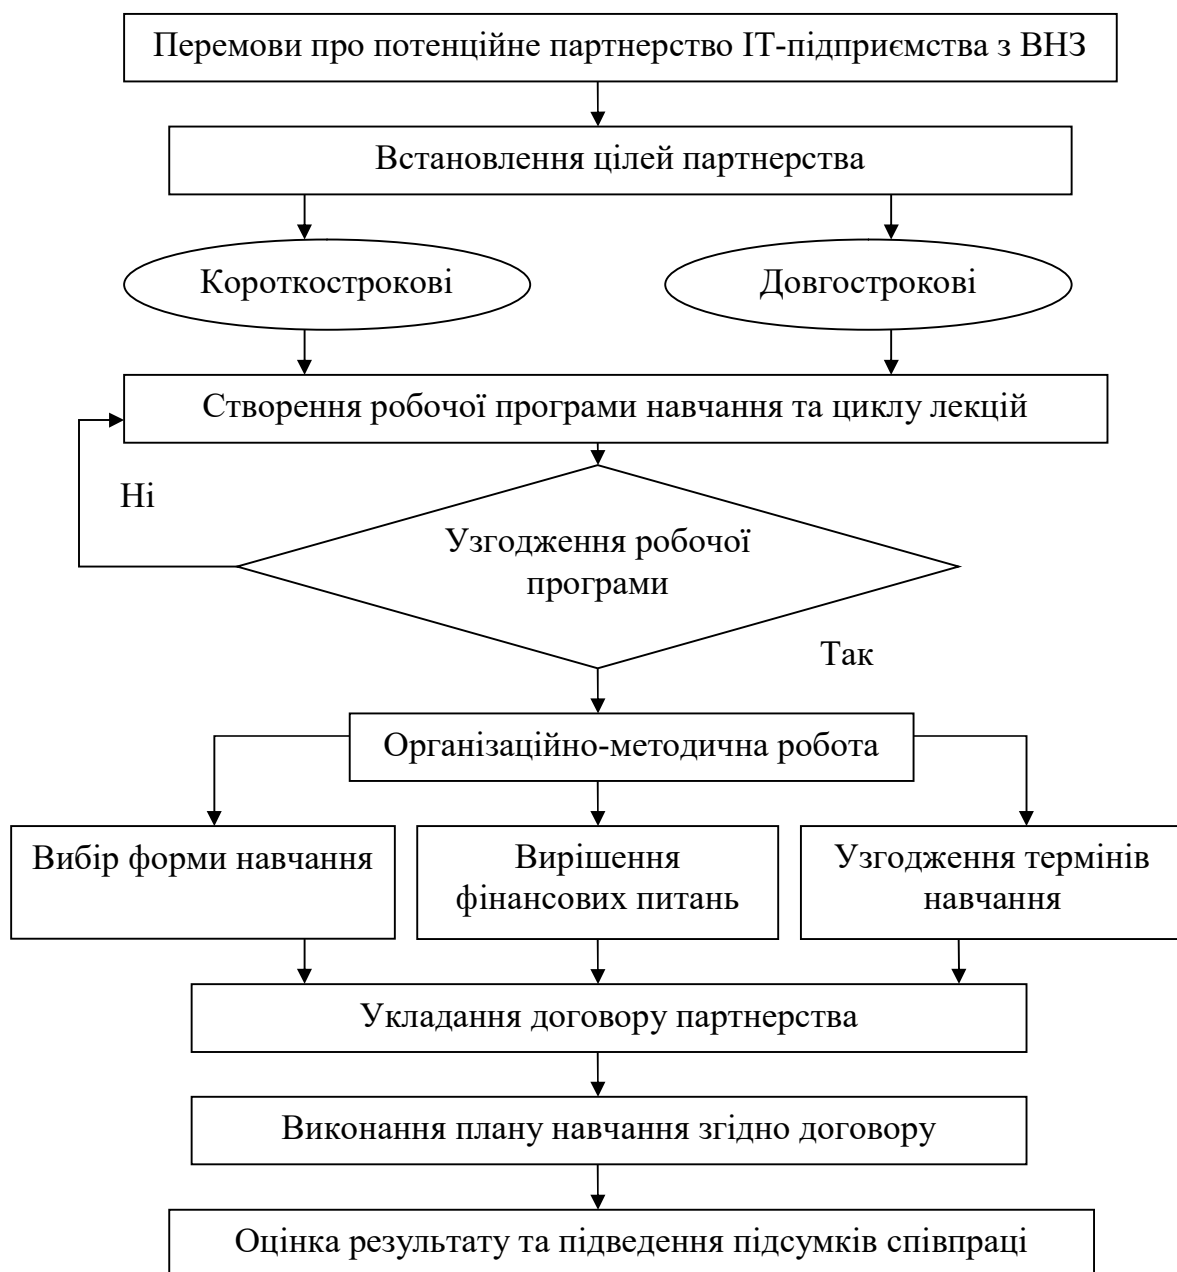 Перемови про потенційне партнерство ІТ-підприємства з ВНЗ
Встановлення цілей партнерства
Короткострокові
Довгострокові
Створення робочої програми навчання та циклу лекцій
Ні
Узгодження робочої
програми
Так
Організаційно-методична робота
Вибір форми навчання
Вирішення
фінансових питань
Узгодження термінів
навчання
Укладання договору партнерства
Виконання плану навчання згідно договору
Оцінка результату та підведення підсумків співпраці